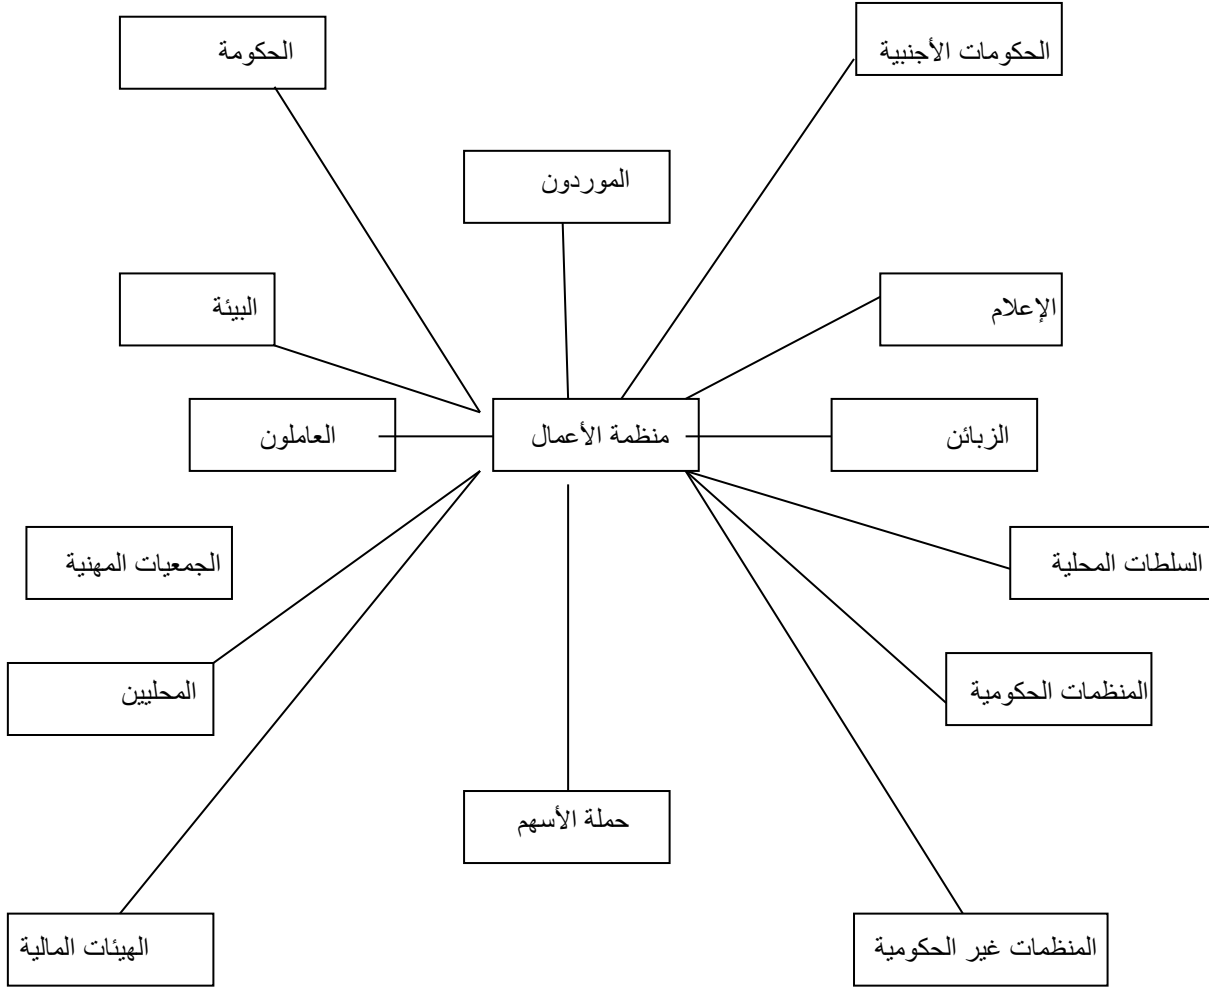 الحكومات الأجنبية
الحكومة
الموردون
الإعلام
البيئة
الزبائن
منظمة الأعمال
العاملون
السلطات المحلية
الجمعيات المهنية
المنظمات الحكومية
المحليين
حملة الأسهم
المنظمات غير الحكومية
الهيئات المالية